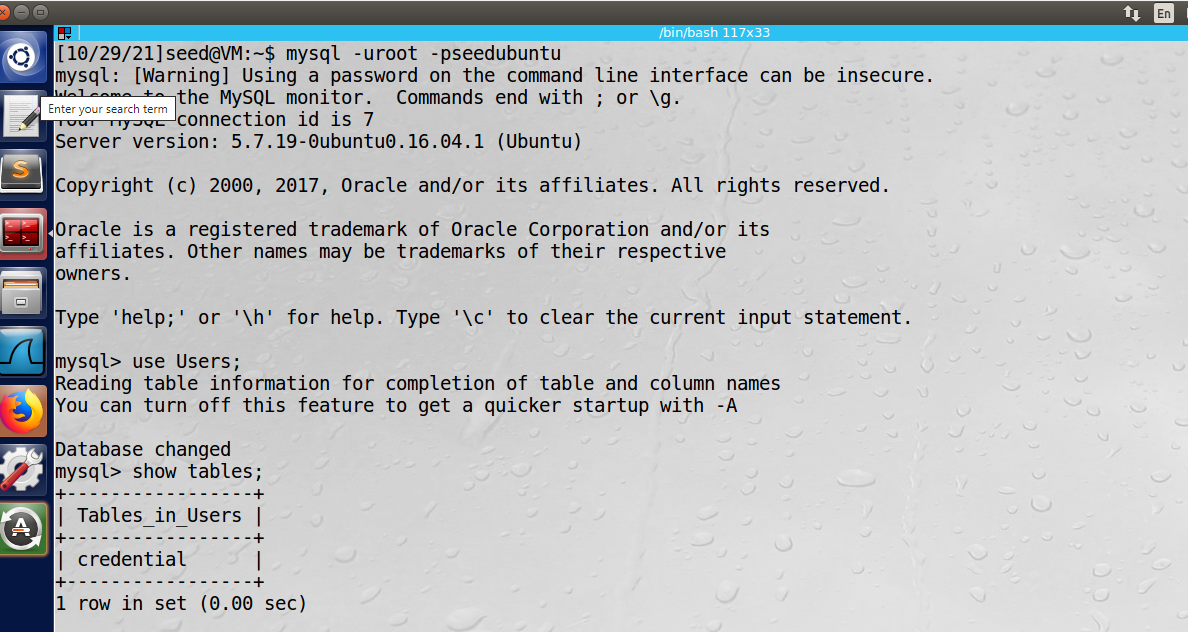 En
/bin/bash 117x33
[10/29/21]seed@VM:~$ mysql -uroot -pseedubuntu
mysql: [Warning] Using a password on the command line interface can be insecure.
Welcome to the MySQL monitor.  Commands end with ; or \g.
Enter your search term
Your MySQL connection id is 7
Server version: 5.7.19-0ubuntu0.16.04.1 (Ubuntu)

Copyright (c) 2000, 2017, Oracle and/or its affiliates. All rights reserved.

Oracle is a registered trademark of Oracle Corporation and/or its
affiliates. Other names may be trademarks of their respective
owners.

Type 'help;' or '\h' for help. Type '\c' to clear the current input statement.

mysql> use Users;
Reading table information for completion of table and column names
You can turn off this feature to get a quicker startup with -A

Database changed
mysql> show tables;
+-----------------+
| Tables_in_Users |
+-----------------+
| credential      |
+-----------------+
1 row in set (0.00 sec)